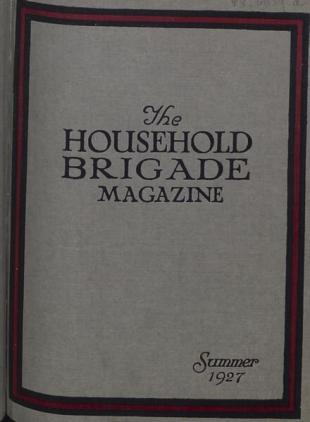 The
HOUSEHOLD
BRIGADE
MAGAZINE
Summer
1927